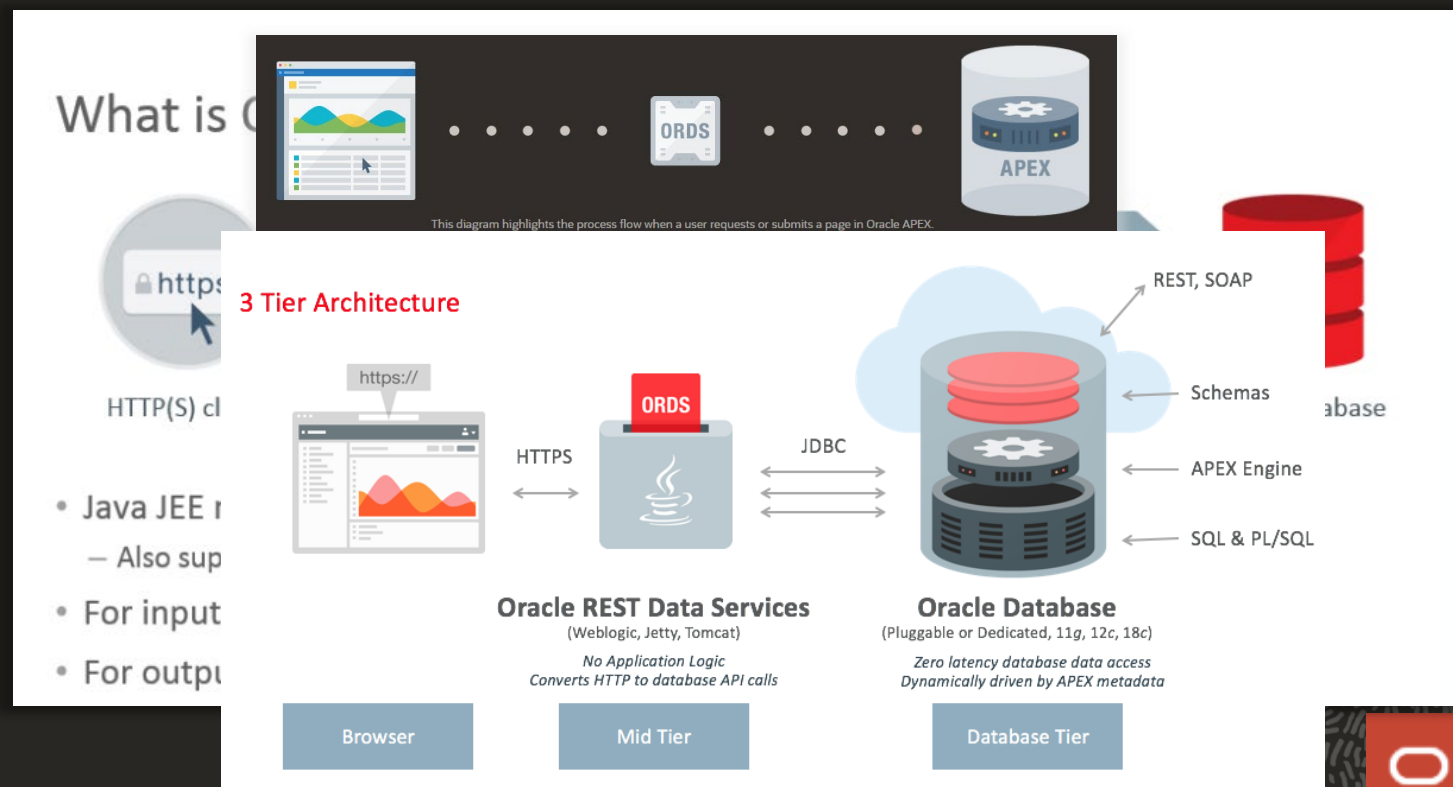 What is
ORDS
APEX
This diagram highlights the process flow when a user requests or submits a page in Oracle APEX.
https
HTTP(S) cl
abase
• Java JEE
– Also sup
• For input
• For outpu
3 Tier Architecture
https://
HTTPS
ORDS
JDBC
REST, SOAP
Schemas
APEX Engine
SQL & PL/SQL
Oracle REST Data Services
(Weblogic, Jetty, Tomcat)
No Application Logic
Converts HTTP to database API calls
Oracle Database
(Pluggable or Dedicated, 11g, 12c, 18c)
Zero latency database data access
Dynamically driven by APEX metadata
Browser
Mid Tier
Database Tier